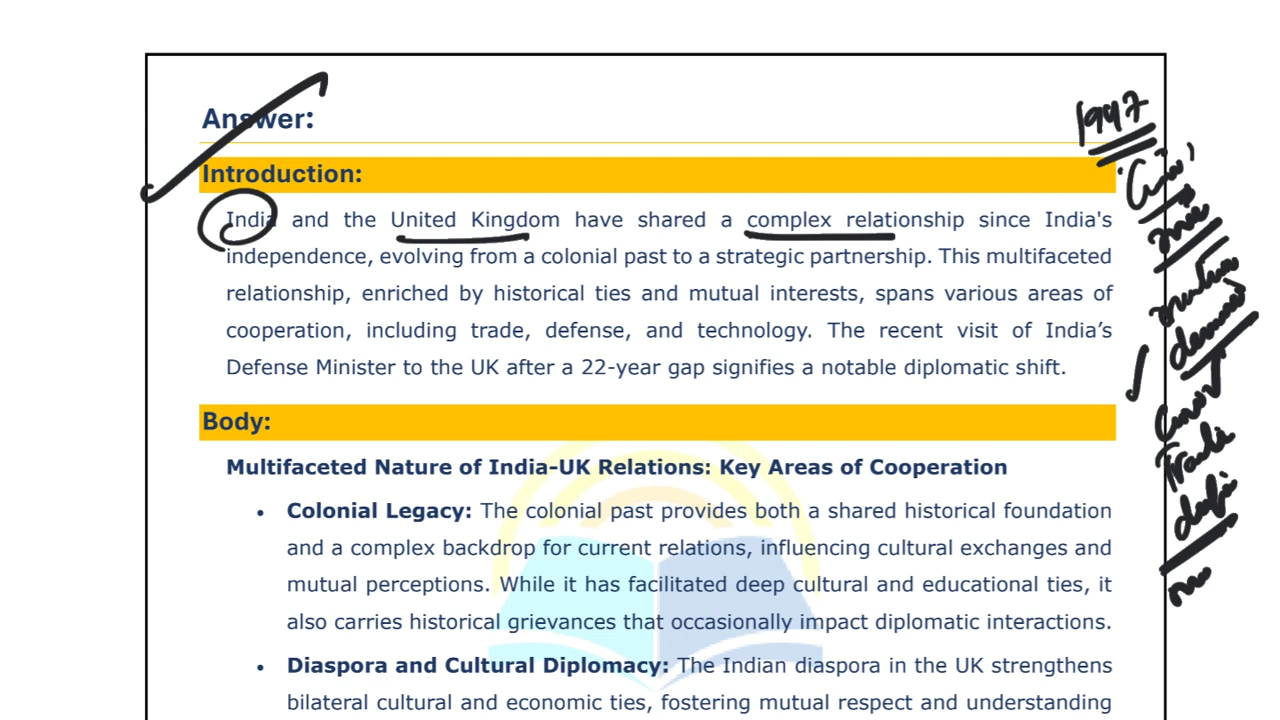 Answer:
1947
Introduction:
India and the United Kingdom have shared a complex relationship since India's
independence, evolving from a colonial past to a strategic partnership. This multifaceted
relationship, enriched by historical ties and mutual interests, spans various areas of
cooperation, including trade, defense, and technology. The recent visit of India’s
Defense Minister to the UK after a 22-year gap signifies a notable diplomatic shift.
Body:
Multifaceted Nature of India-UK Relations: Key Areas of Cooperation
• Colonial Legacy: The colonial past provides both a shared historical foundation
and a complex backdrop for current relations, influencing cultural exchanges and
mutual perceptions. While it has facilitated deep cultural and educational ties, it
also carries historical grievances that occasionally impact diplomatic interactions.
• Diaspora and Cultural Diplomacy: The Indian diaspora in the UK strengthens
bilateral cultural and economic ties, fostering mutual respect and understanding